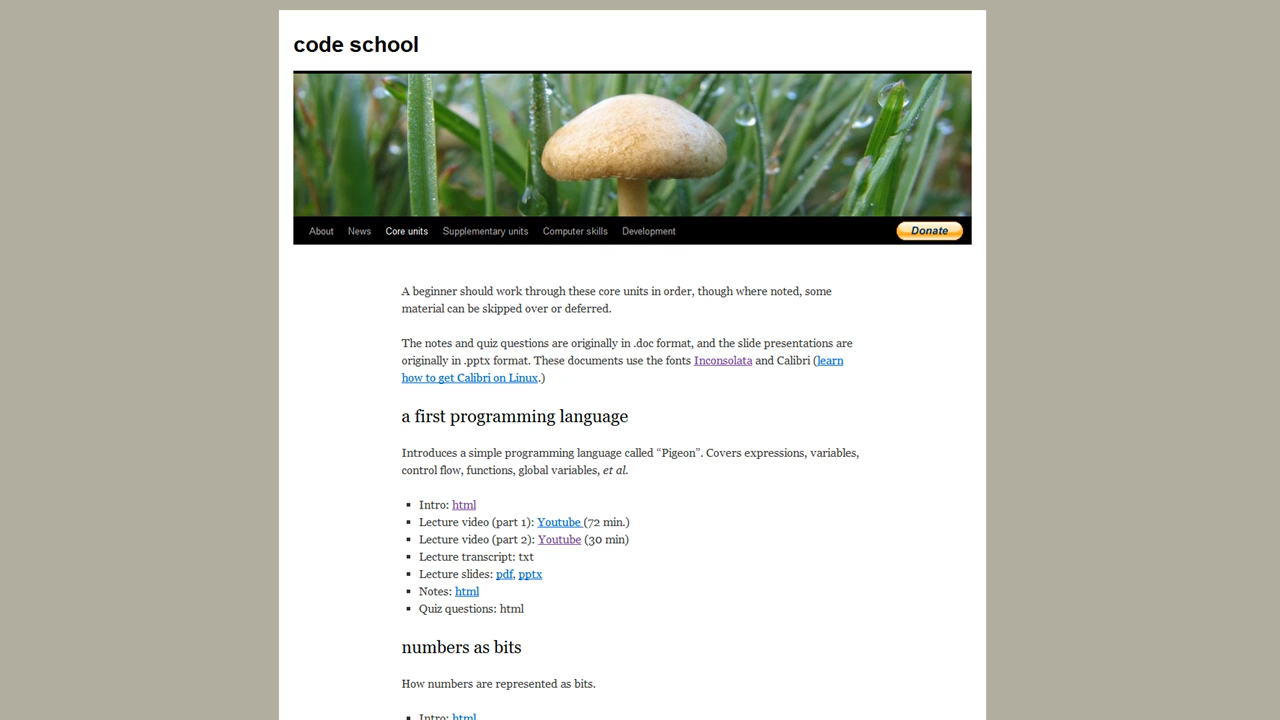 code school
About News Core units Supplementary units Computer skills Development Donate
A beginner should work through these core units in order, though where noted, some
material can be skipped over or deferred.
The notes and quiz questions are originally in .doc format, and the slide presentations are
originally in .pptx format. These documents use the fonts Inconsolata and Calibri (learn
how to get Calibri on Linux.)
a first programming language
Introduces a simple programming language called “Pigeon”. Covers expressions, variables,
control flow, functions, global variables, et al.
▪ Intro: html
▪ Lecture video (part 1): Youtube (72 min.)
▪ Lecture video (part 2): Youtube (30 min)
▪ Lecture transcript: txt
▪ Lecture slides: pdf, pptx
▪ Notes: html
▪ Quiz questions: html
numbers as bits
How numbers are represented as bits.
▪ Intro: html